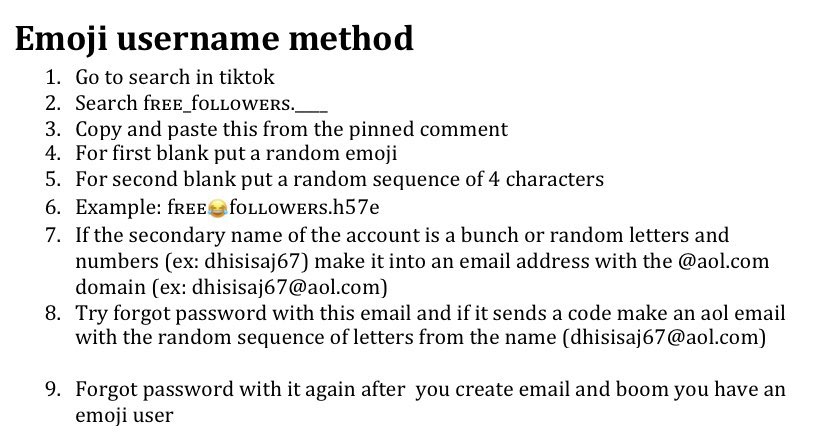 Emoji username method
1. Go to search in tiktok
2. Search fʀᴇᴇ_foʟʟowᴇʀs.____
3. Copy and paste this from the pinned comment
4. For first blank put a random emoji
5. For second blank put a random sequence of 4 characters
6. Example: fʀᴇᴇ😂foʟʟowᴇʀs.h57e
7. If the secondary name of the account is a bunch or random letters and
numbers (ex: dhisisaj67) make it into an email address with the @aol.com
domain (ex: dhisisaj67@aol.com)
8. Try forgot password with this email and if it sends a code make an aol email
with the random sequence of letters from the name (dhisisaj67@aol.com)
9. Forgot password with it again after you create email and boom you have an
emoji user